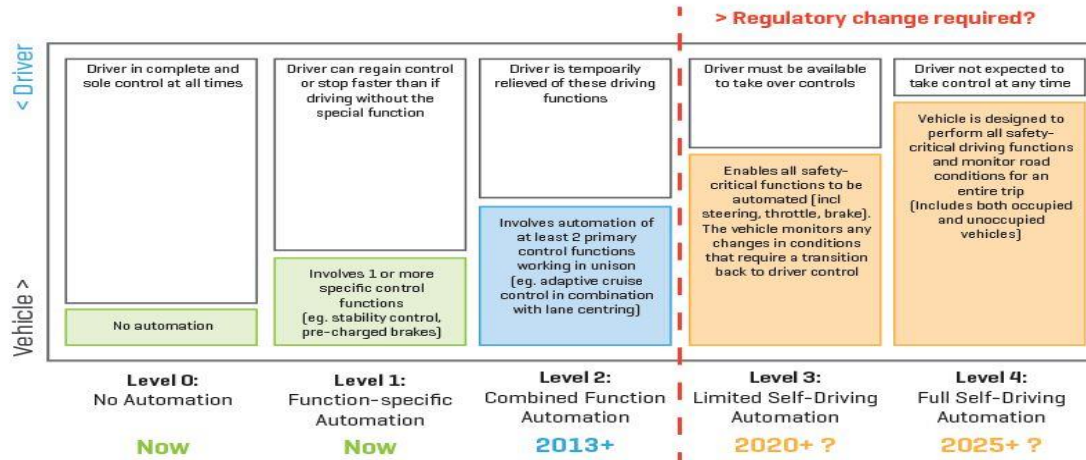 > Regulatory change required?
< Driver
Vehicle >
Driver in complete and
sole control at all times
No automation
Level 0:
No Automation
Now
Driver can regain control
or stop faster than if
driving without the
special function
Involves 1 or more
specific control
functions
(eg. stability control,
pre-charged brakes)
Level 1:
Function-specific
Automation
Now
Driver is temporarily
relieved of these driving
functions
Involves automation of
at least 2 primary
control functions
working in unison
(eg. adaptive cruise
control in combination
with lane centring)
Level 2:
Combined Function
Automation
2013+
Driver must be available
to take over controls
Enables all safety-
critical functions to be
automated (incl
steering, throttle, brake).
The vehicle monitors any
changes in conditions
that require a transition
back to driver control
Level 3:
Limited Self-Driving
Automation
2020+ ?
Driver not expected to
take control at any time
Vehicle is designed to
perform all safety-
critical driving functions
and monitor road
conditions for an
entire trip
(Includes both occupied
and unoccupied
vehicles)
Level 4:
Full Self-Driving
Automation
2025+ ?